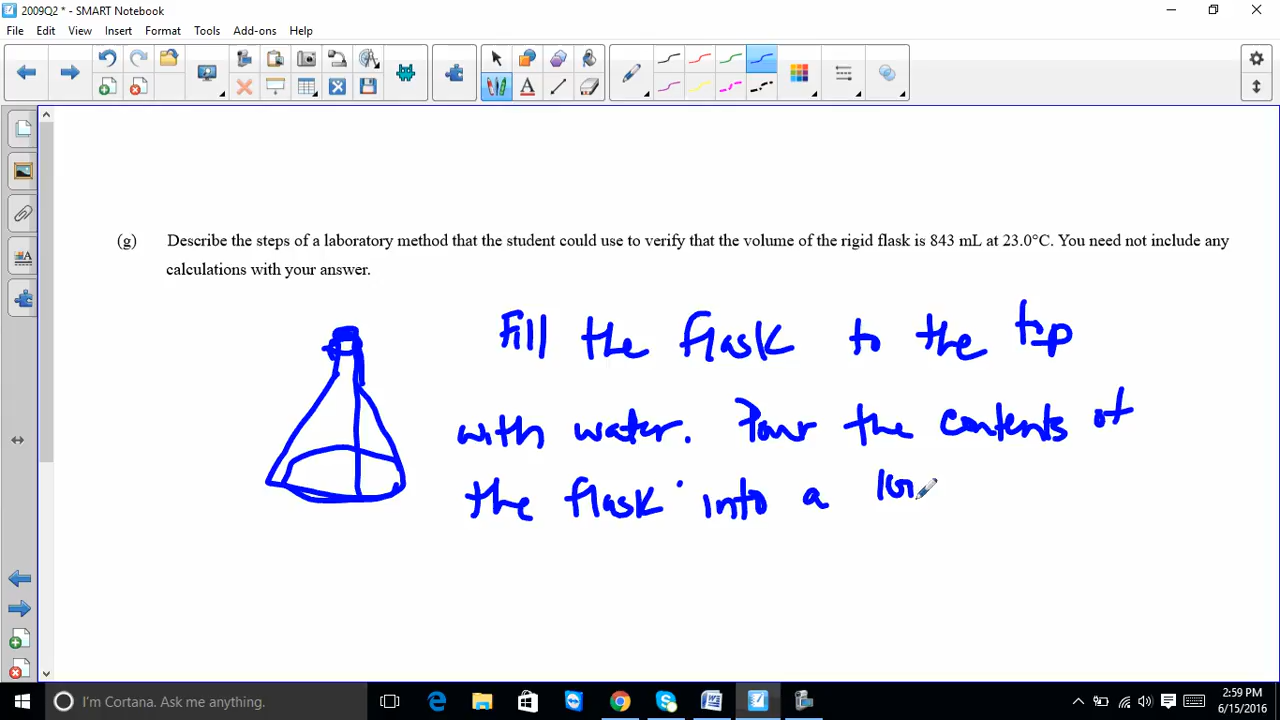 2009Q2 * - SMART Notebook
File Edit View Insert Format Tools Add-ons Help
(g) Describe the steps of a laboratory method that the student could use to verify that the volume of the rigid flask is 843 mL at 23.0°C. You need not include any
calculations with your answer.
Fill the flask to the top
with water. Pour the contents of
the flask into a
I'm Cortana. Ask me anything.
2:59 PM
6/15/2016